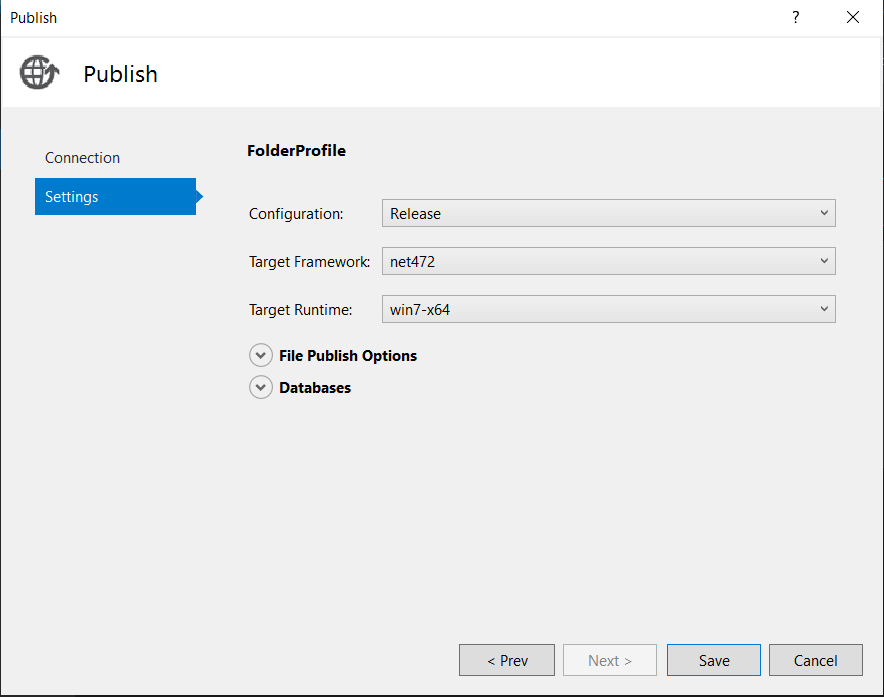 Publish
?
Publish
Connection
Settings
FolderProfile
Configuration: Release
Target Framework: net472
Target Runtime: win7-x64
File Publish Options
Databases
< Prev Next > Save Cancel